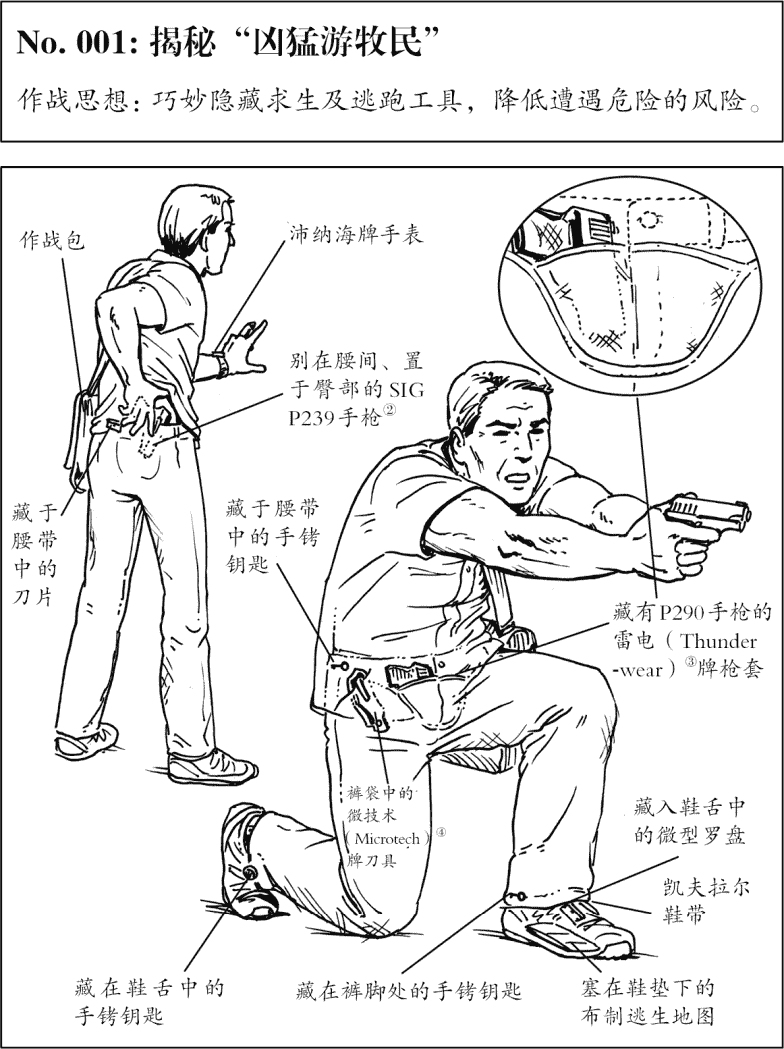 No. 001: 揭秘“凶猛游牧民”
作战思想：巧妙隐藏求生及逃跑工具，降低遭遇危险的风险。
作战包
沛纳海牌手表
别在腰间、置
于臀部的SIG
P239手枪②
藏于
腰带
中的
刀片
藏于腰带
中的手铐
钥匙
藏有P290手枪的
雷电（Thunder
-wear）③牌枪套
裤袋中的
微技术
（Microtech）④
牌刀具
藏入鞋舌中
的微型罗盘
凯夫拉尔
鞋带
藏在鞋舌中的
手铐钥匙
藏在裤脚处的手铐钥匙
塞在鞋垫下的
布制逃生地图